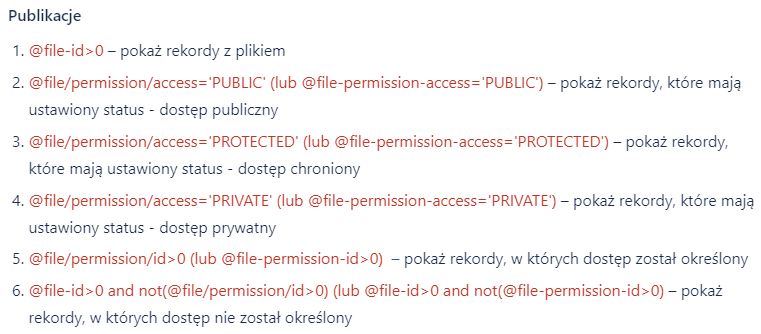 Publikacje
1. @file-id>0 – pokaż rekordy z plikiem
2. @file/permission/access='PUBLIC' (lub @file-permission-access='PUBLIC') – pokaż rekordy, które mają
ustawiony status - dostęp publiczny
3. @file/permission/access='PROTECTED' (lub @file-permission-access='PROTECTED') – pokaż rekordy,
które mają ustawiony status - dostęp chroniony
4. @file/permission/access='PRIVATE' (lub @file-permission-access='PRIVATE') – pokaż rekordy, które mają
ustawiony status - dostęp prywatny
5. @file/permission/id>0 (lub @file-permission-id>0)  – pokaż rekordy, w których dostęp został określony
6. @file-id>0 and not(@file/permission/id>0) (lub @file-id>0 and not(@file-permission-id>0) – pokaż
rekordy, w których dostęp nie został określony